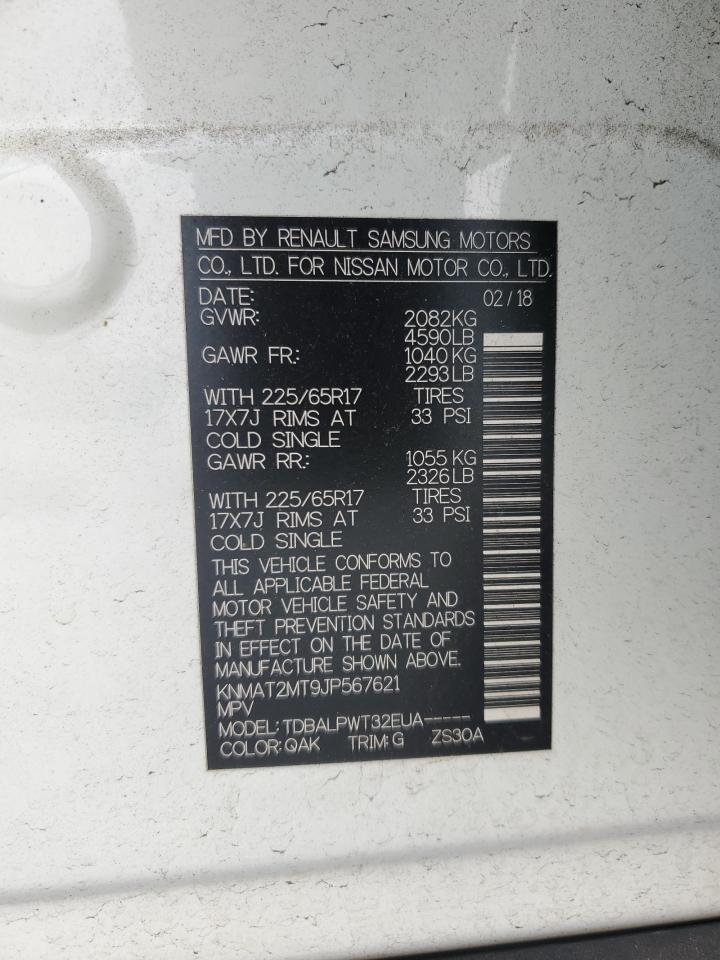 MFD BY RENAULT SAMSUNG MOTORS
CO., LTD. FOR NISSAN MOTOR CO., LTD.
DATE: 02/18
GVWR: 2082KG
4590LB
GAWR FR: 1040KG
2293LB
WITH 225/65R17 TIRES
17X7J RIMS AT 33 PSI
COLD SINGLE
GAWR RR: 1055KG
2326LB
WITH 225/65R17 TIRES
17X7J RIMS AT 33 PSI
COLD SINGLE
THIS VEHICLE CONFORMS TO
ALL APPLICABLE FEDERAL
MOTOR VEHICLE SAFETY AND
THEFT PREVENTION STANDARDS
IN EFFECT ON THE DATE OF
MANUFACTURE SHOWN ABOVE.
KNMAT2MT9JP567621
MPV
MODEL: TDBALPWT32EUA-----
COLOR: QAK TRIM: G ZS30A